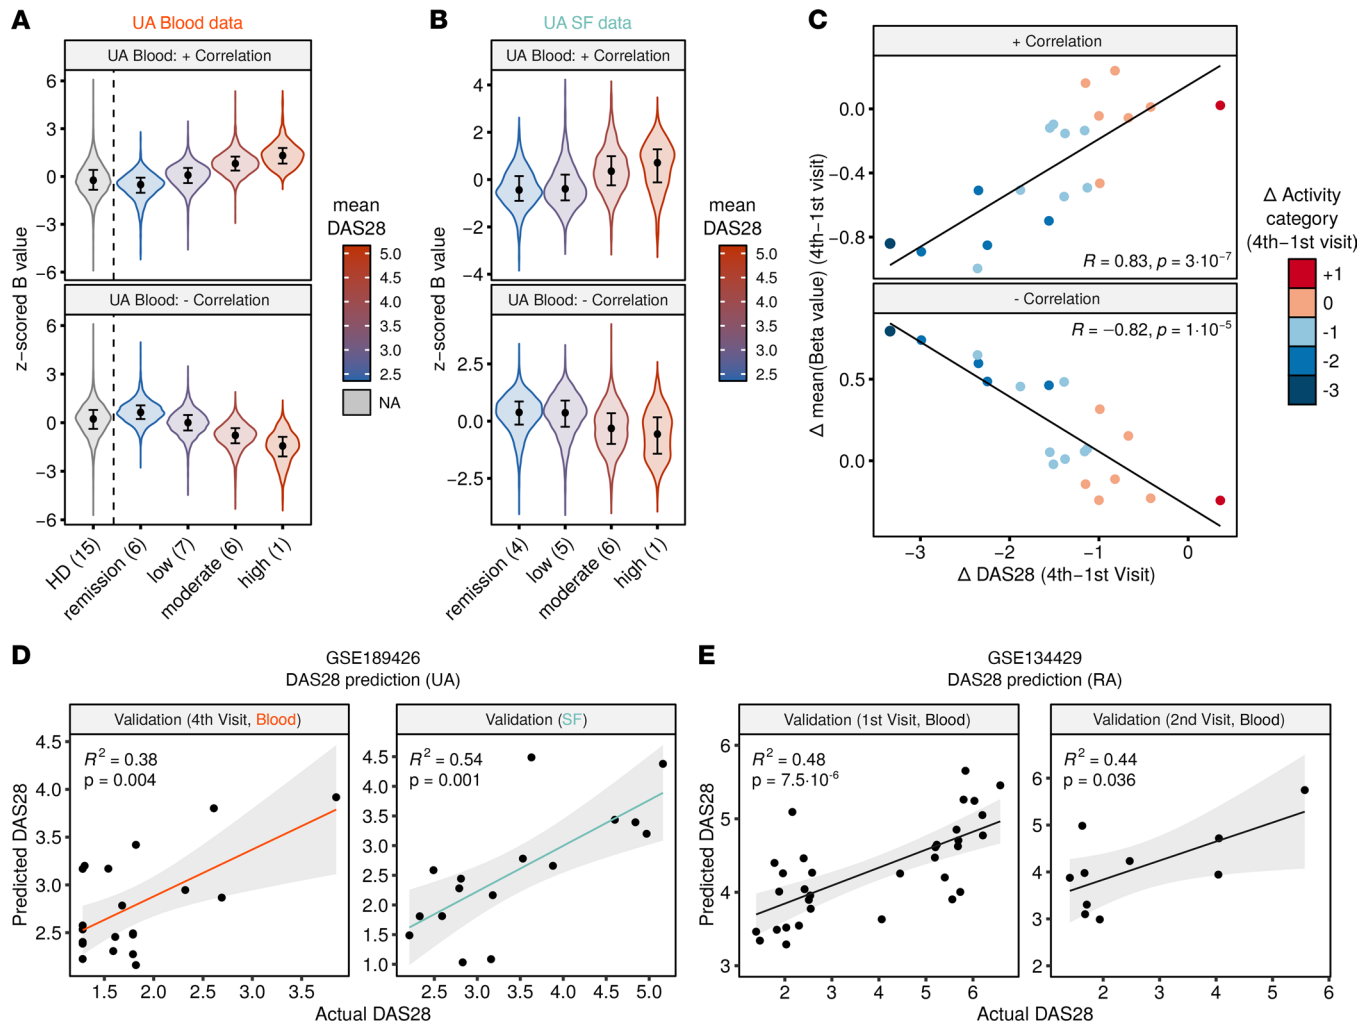 A
UA Blood data
UA Blood: + Correlation
6
3
0
−3
−6
UA Blood: - Correlation
6
3
0
−3
−6
z−scored B value
HD (15)
remission (6)
low (7)
moderate (6)
high (1)
mean
DAS28
5.0
4.5
4.0
3.5
3.0
2.5
NA
B
UA SF data
UA Blood: + Correlation
4
2
0
−2
−4
UA Blood: - Correlation
2.5
0.0
−2.5
z−scored B value
remission (4)
low (5)
moderate (6)
high (1)
mean
DAS28
5.0
4.5
4.0
3.5
3.0
2.5
C
+ Correlation
0.0
−0.4
−0.8
R = 0.83, p = 3·10⁻⁷
- Correlation
R = −0.82, p = 1·10⁻⁵
0.5
0.0
Δ mean(Beta value) (4th−1st visit)
−3
−2
−1
0
Δ DAS28 (4th−1st Visit)
Δ Activity
category
(4th−1st visit)
+1
0
-1
-2
-3
D
GSE189426
DAS28 prediction (UA)
Validation (4th Visit, Blood)
R² = 0.38
p = 0.004
4.5
4.0
3.5
3.0
2.5
Predicted DAS28
1.5
2.0
2.5
3.0
3.5
Validation (SF)
R² = 0.54
p = 0.001
4.5
4.0
3.5
3.0
2.5
2.0
1.5
1.0
2.5
3.0
3.5
4.0
4.5
5.0
Actual DAS28
E
GSE134429
DAS28 prediction (RA)
Validation (1st Visit, Blood)
R² = 0.48
p = 7.5·10⁻⁶
6
5
4
3
Predicted DAS28
2
3
4
5
6
Validation (2nd Visit, Blood)
R² = 0.44
p = 0.036
6
5
4
3
2
2
3
4
5
6
Actual DAS28